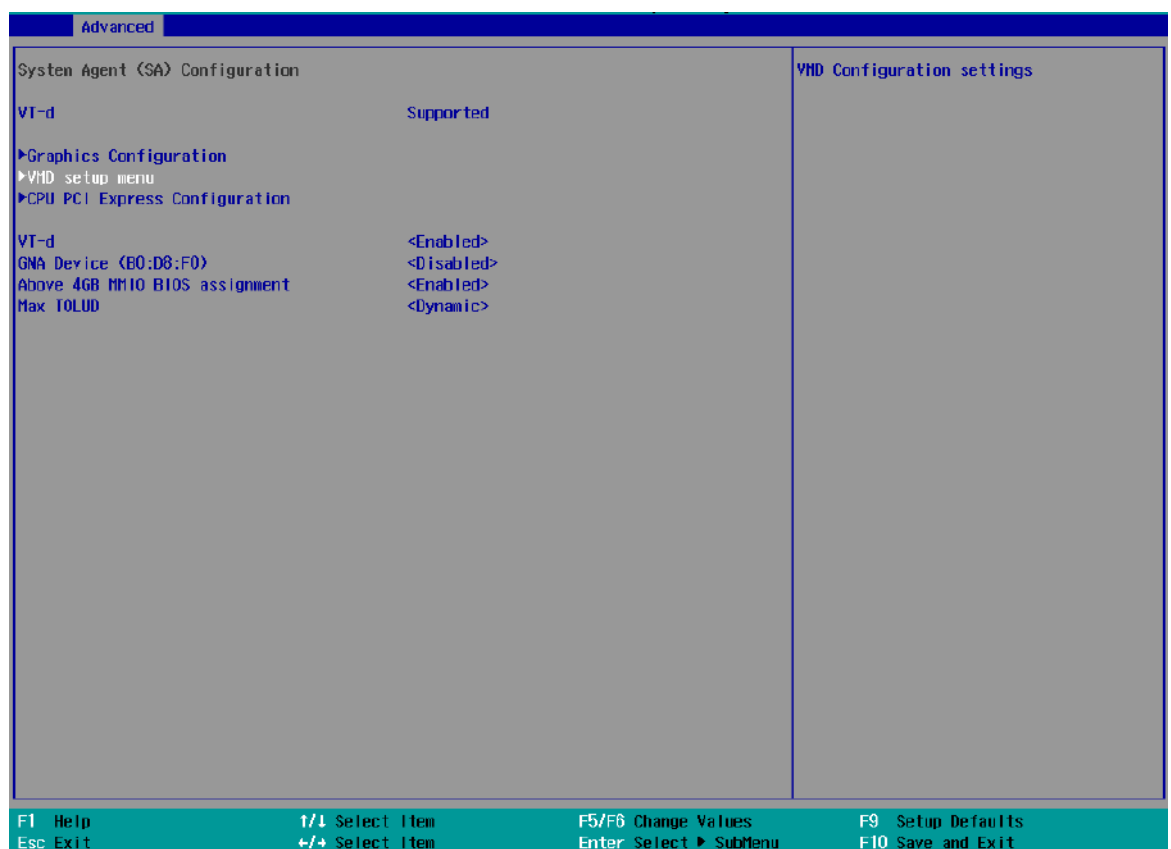 Advanced
Systen Agent (SA) Configuration
VMD Configuration settings
VT-d Supported
►Graphics Configuration
►VMD setup menu
►CPU PCI Express Configuration
VT-d <Enabled>
GNA Device (B0:D8:F0) <Disabled>
Above 4GB MMIO BIOS assignment <Enabled>
Max TOLUD <Dynamic>
F1 Help ↑/↓ Select Item F5/F6 Change Values F9 Setup Defaults
Esc Exit ←/→ Select Item Enter Select ► SubMenu F10 Save and Exit